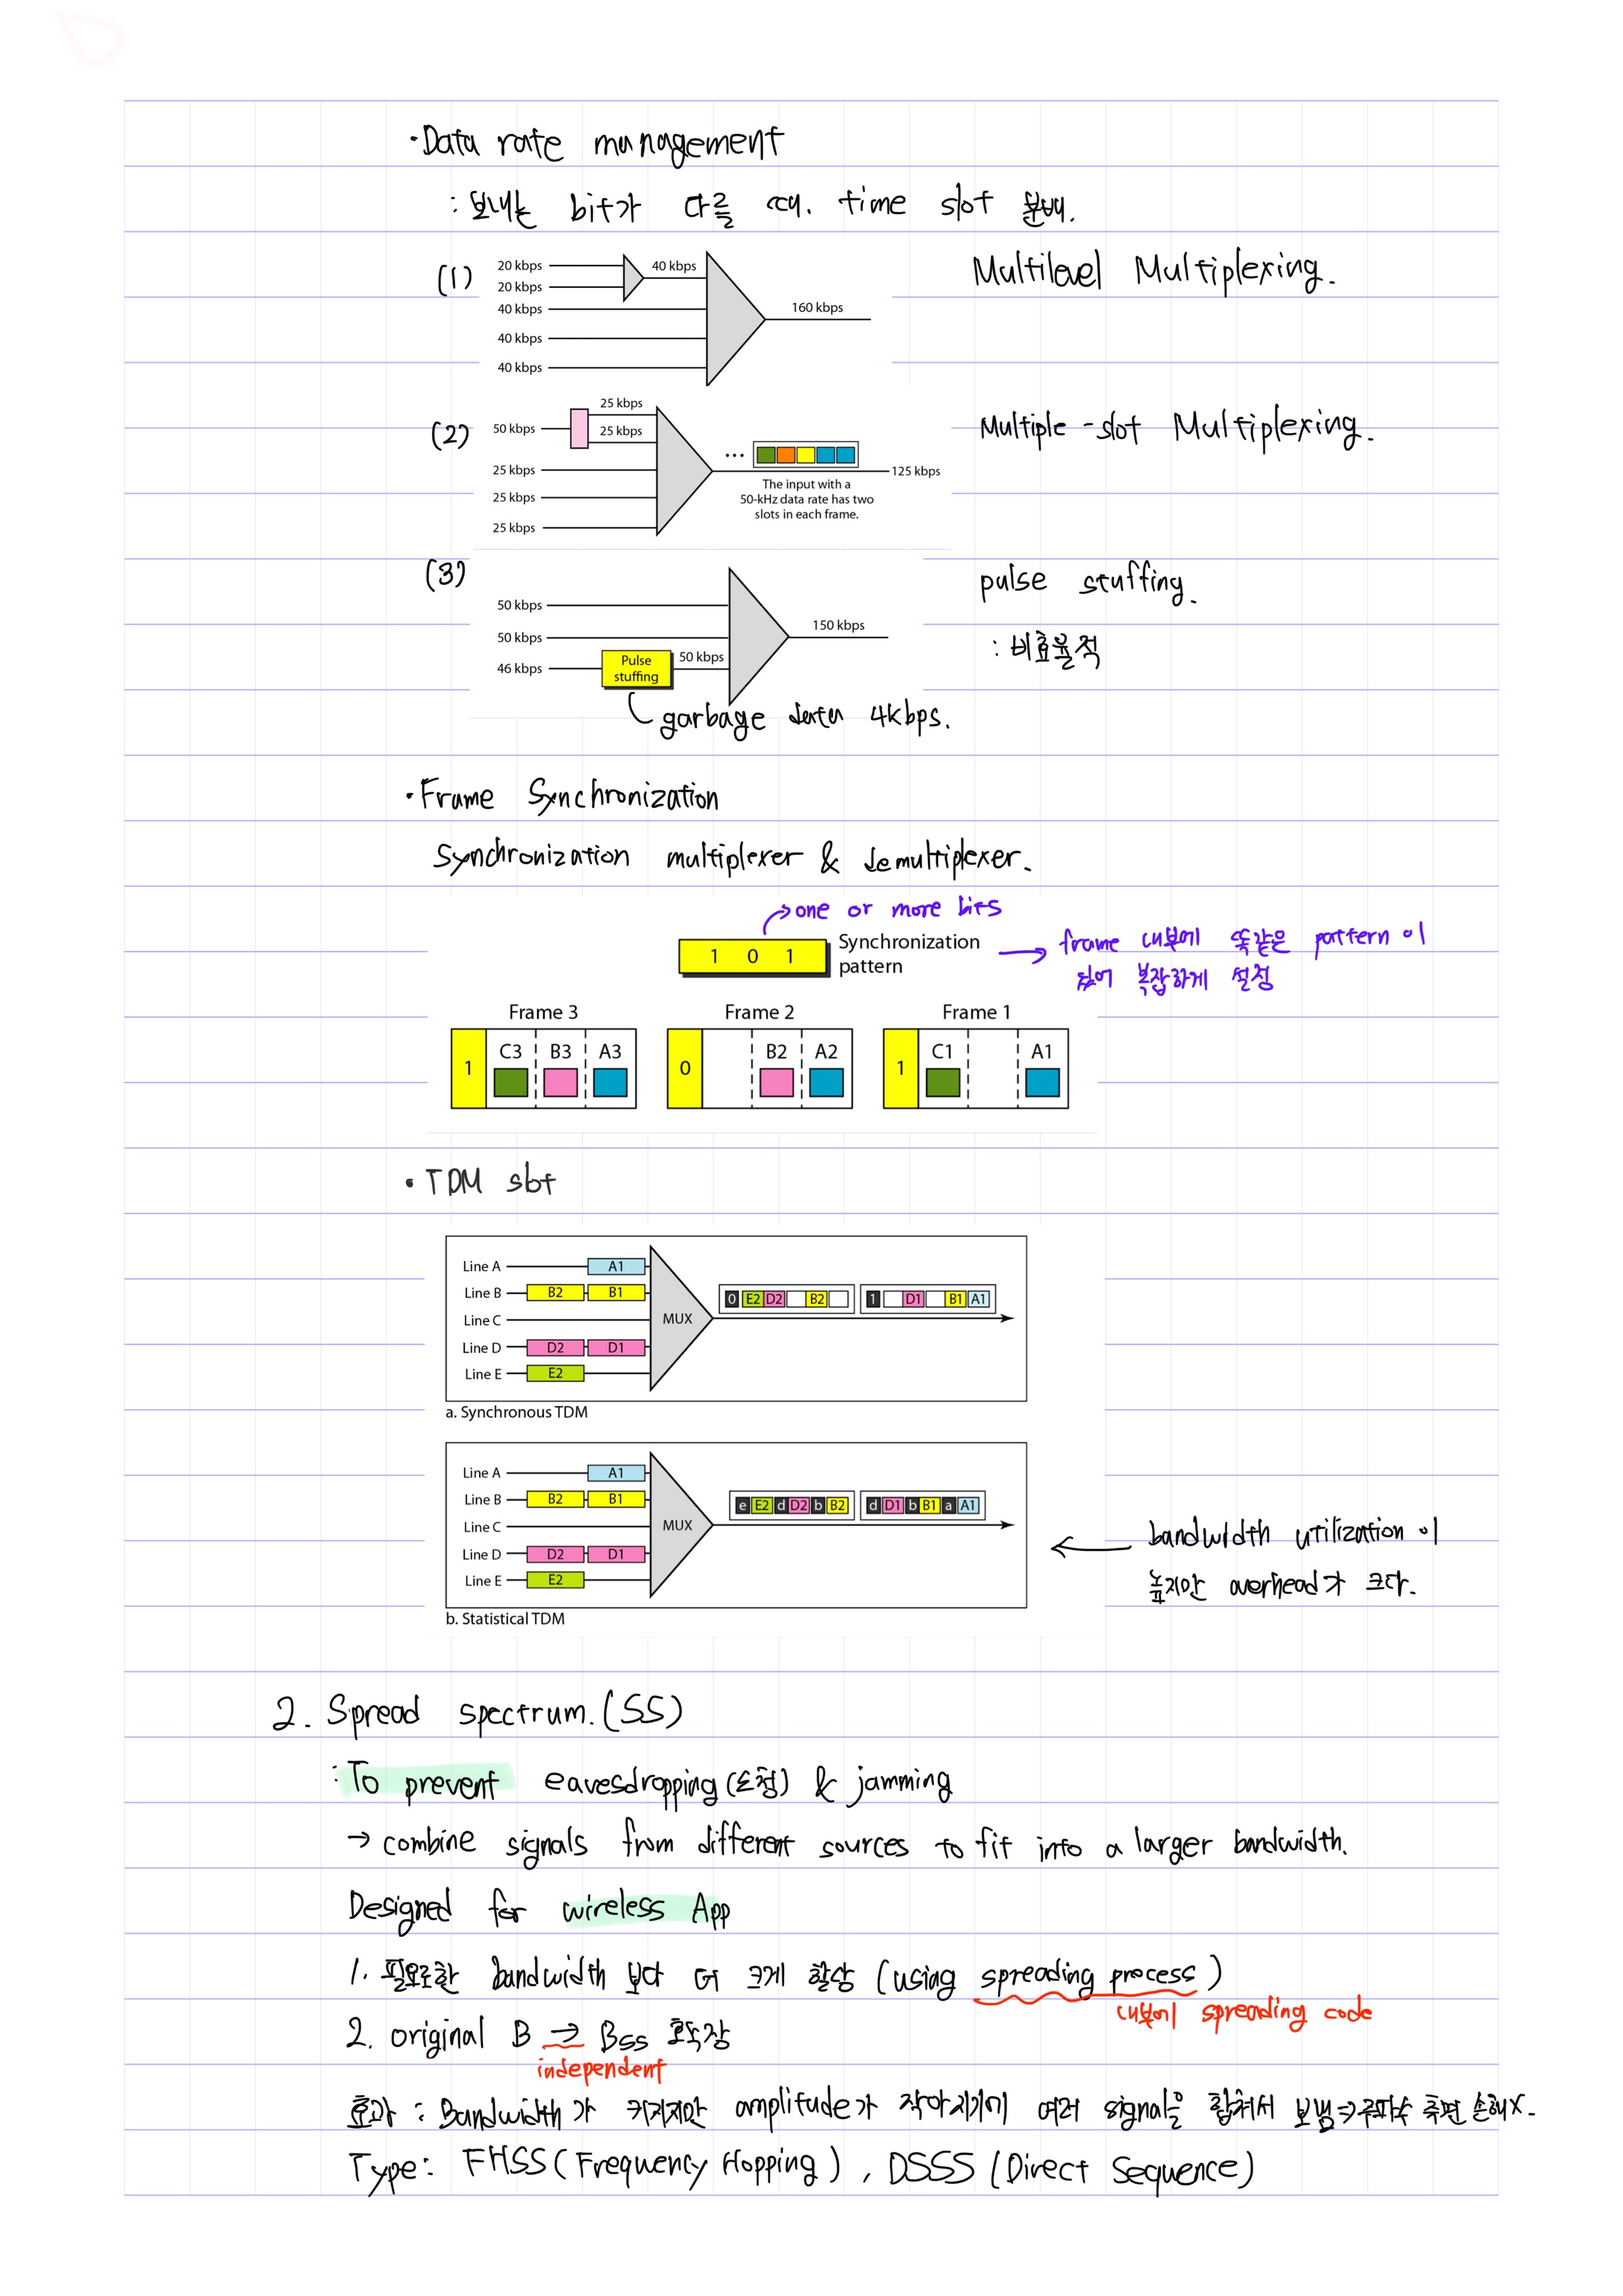 ·Data rate management
: 보내는 bit가 다를 때. time slot 분배.
(1)
20 kbps
20 kbps
40 kbps
40 kbps
40 kbps
40 kbps
160 kbps
Multilevel Multiplexing.
(2)
50 kbps
25 kbps
25 kbps
25 kbps
25 kbps
25 kbps
...
125 kbps
The input with a
50-kHz data rate has two
slots in each frame.
Multiple-slot Multiplexing.
(3)
50 kbps
50 kbps
46 kbps
Pulse
stuffing
50 kbps
150 kbps
pulse stuffing.
: 비효율적
garbage data 4kbps.
·Frame Synchronization
Synchronization multiplexer & demultiplexer.
→one or more bits
1 0 1
Synchronization
pattern
→ frame 내부에 똑같은 pattern이
있어 복잡하게 설정
Frame 3 Frame 2 Frame 1
C3 B3 A3 B2 A2 C1 A1
1 0 1
·TDM slot
Line A A1
Line B B2 B1
Line C
Line D D2 D1
Line E E2
MUX
0 E2 D2 B2 1 D1 B1 A1
a. Synchronous TDM
Line A A1
Line B B2 B1
Line C
Line D D2 D1
Line E E2
MUX
e E2 d D2 b B2 d D1 b B1 a A1
b. Statistical TDM
← bandwidth utilization이
높지만 overhead가 크다.
2. Spread spectrum.(SS)
:To prevent eavesdropping(도청) & jamming
→ combine signals from different sources to fit into a larger bandwidth.
Designed for wireless App
1. 필요로한 bandwidth 보다 더 크게 할당 (using spreading process)
내부에 spreading code
2. original B ⇒ Bss 확장
independent
효과 : Bandwidth가 커지지만 amplitude가 작아지기에 여러 signal을 합쳐서 보냄⇒주파수 측면 손해X.
Type: FHSS(Frequency Hopping), DSSS (Direct Sequence)